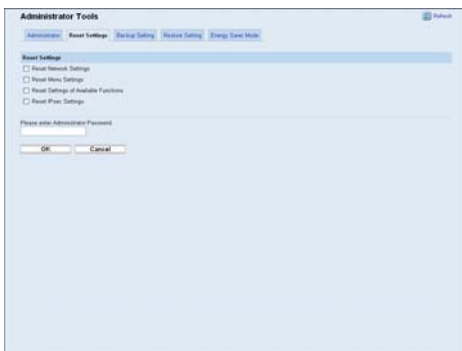 Administrator Tools
Refresh
Administrator Reset Settings Backup Setting Restore Setting Energy Saver Mode
Reset Settings
Reset Network Settings
Reset Menu Settings
Reset Settings of Available Functions
Reset IPsec Settings
Please enter Administrator Password.
OK Cancel